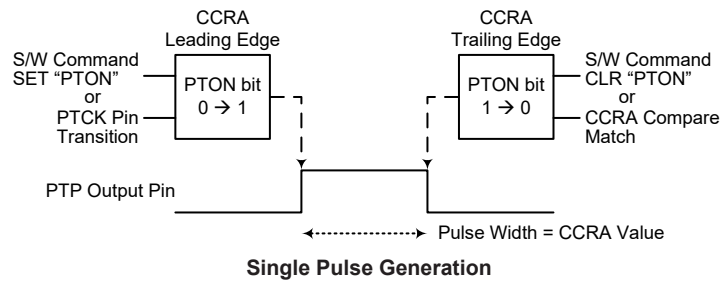 CCRA
Leading Edge
S/W Command
SET “PTON”
or
PTCK Pin
Transition
PTON bit
0 → 1
CCRA
Trailing Edge
PTON bit
1 → 0
S/W Command
CLR “PTON”
or
CCRA Compare
Match
PTP Output Pin
Pulse Width = CCRA Value
Single Pulse Generation